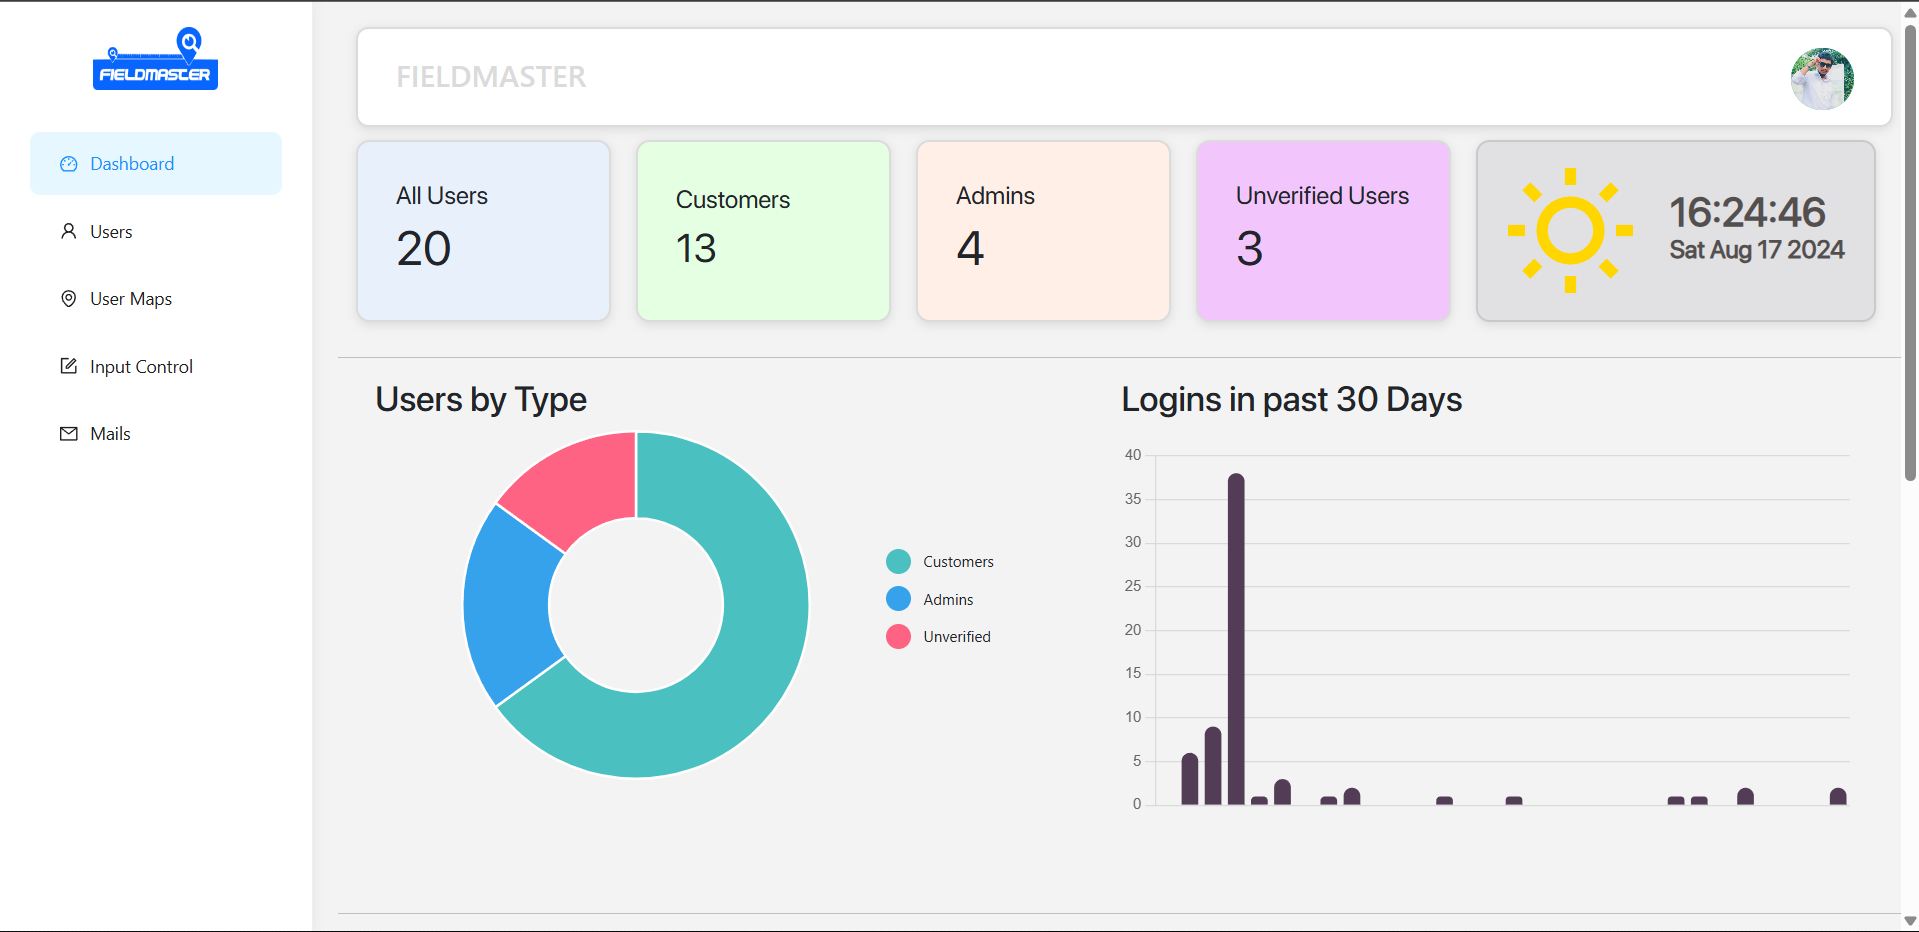 FIELDMASTER
Dashboard
Users
User Maps
Input Control
Mails
FIELDMASTER
All Users
20
Customers
13
Admins
4
Unverified Users
3
16:24:46
Sat Aug 17 2024
Users by Type
Customers
Admins
Unverified
Logins in past 30 Days
40
35
30
25
20
15
10
5
0